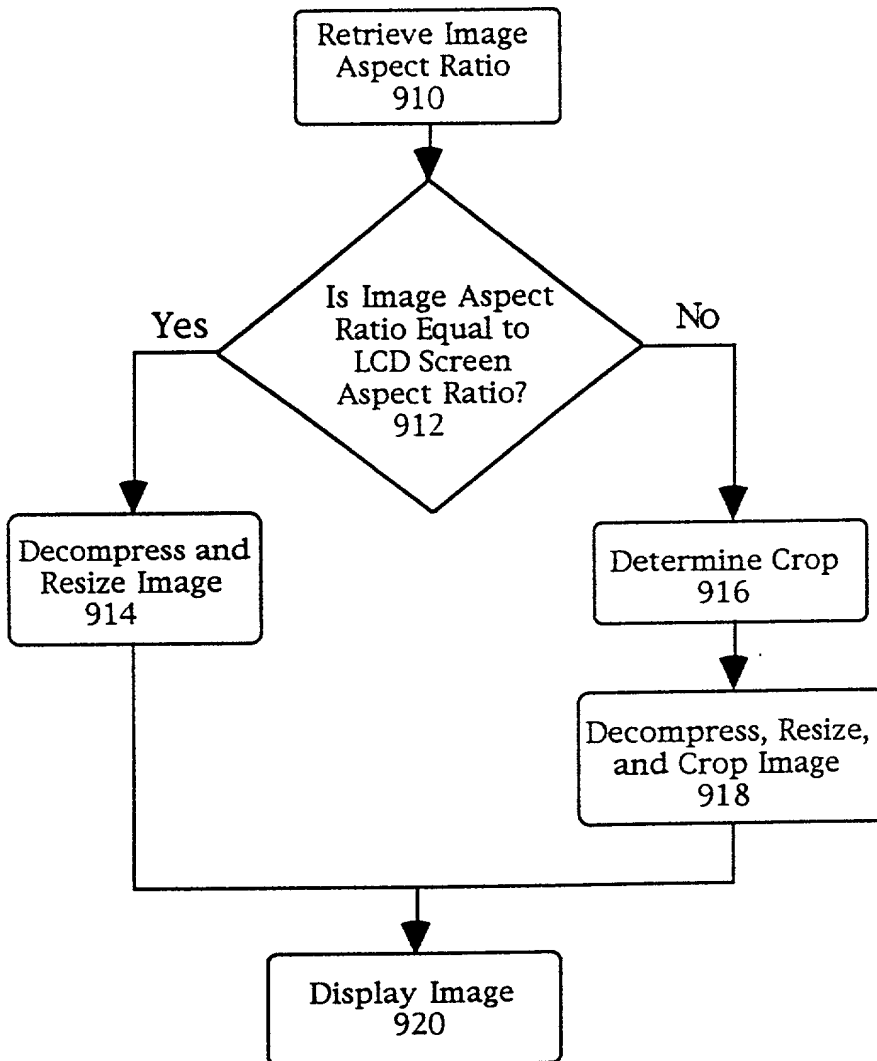 Retrieve Image
Aspect Ratio
910
Is Image Aspect
Ratio Equal to
LCD Screen
Aspect Ratio?
912
Yes
No
Decompress and
Resize Image
914
Determine Crop
916
Decompress, Resize,
and Crop Image
918
Display Image
920